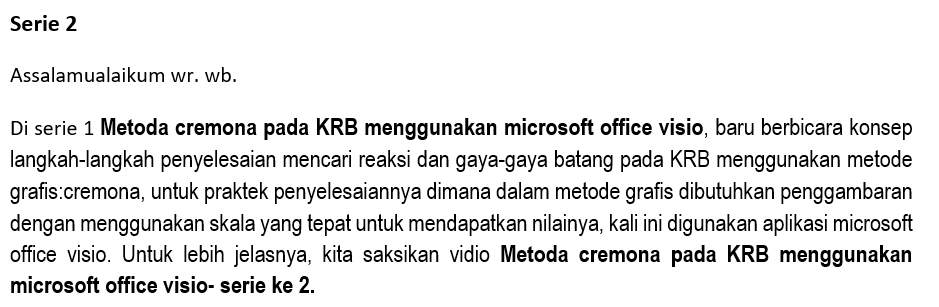 Serie 2
Assalamualaikum wr. wb.
Di serie 1 Metoda cremona pada KRB menggunakan microsoft office visio, baru berbicara konsep
langkah-langkah penyelesaian mencari reaksi dan gaya-gaya batang pada KRB menggunakan metode
grafis:cremona, untuk praktek penyelesaiannya dimana dalam metode grafis dibutuhkan penggambaran
dengan menggunakan skala yang tepat untuk mendapatkan nilainya, kali ini digunakan aplikasi microsoft
office visio. Untuk lebih jelasnya, kita saksikan vidio Metoda cremona pada KRB menggunakan
microsoft office visio- serie ke 2.